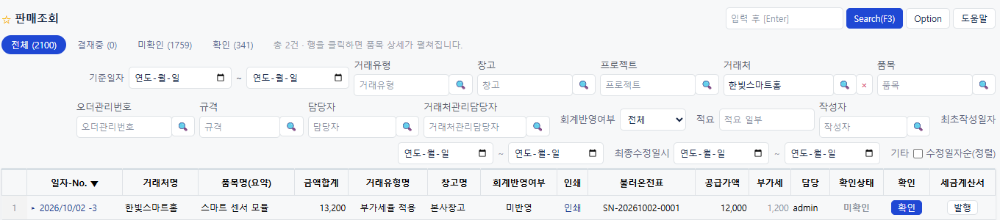 ☆ 판매조회 입력 후 [Enter] Search(F3) Option 도움말
전체 (2100) 결재중 (0) 미확인 (1759) 확인 (341) 총 2건 · 행을 클릭하면 품목 상세가 펼쳐집니다.
거래유형 창고 프로젝트 거래처 품목
기준일자 연도-월-일 ~ 연도-월-일 거래유형 창고 프로젝트 한빛스마트홈 × 품목
오더관리번호 규격 담당자 거래처관리담당자 작성자
오더관리번호 규격 담당자 거래처관리담당자 회계반영여부 전체 적요 적요 일부 작성자 최초작성일자
연도-월-일 ~ 연도-월-일 최종수정일시 연도-월-일 ~ 연도-월-일 기타 수정일자순(정렬)
일자-No. ▼ 거래처명 품목명(요약) 금액합계 거래유형명 창고명 회계반영여부 인쇄 불러온전표 공급가액 부가세 담당 확인상태 확인 세금계산서
1 ▸ 2026/10/02 -3 한빛스마트홈 스마트 센서 모듈 13,200 부가세율 적용 본사창고 미반영 인쇄 SN-20261002-0001 12,000 1,200 admin 미확인 확인 발행